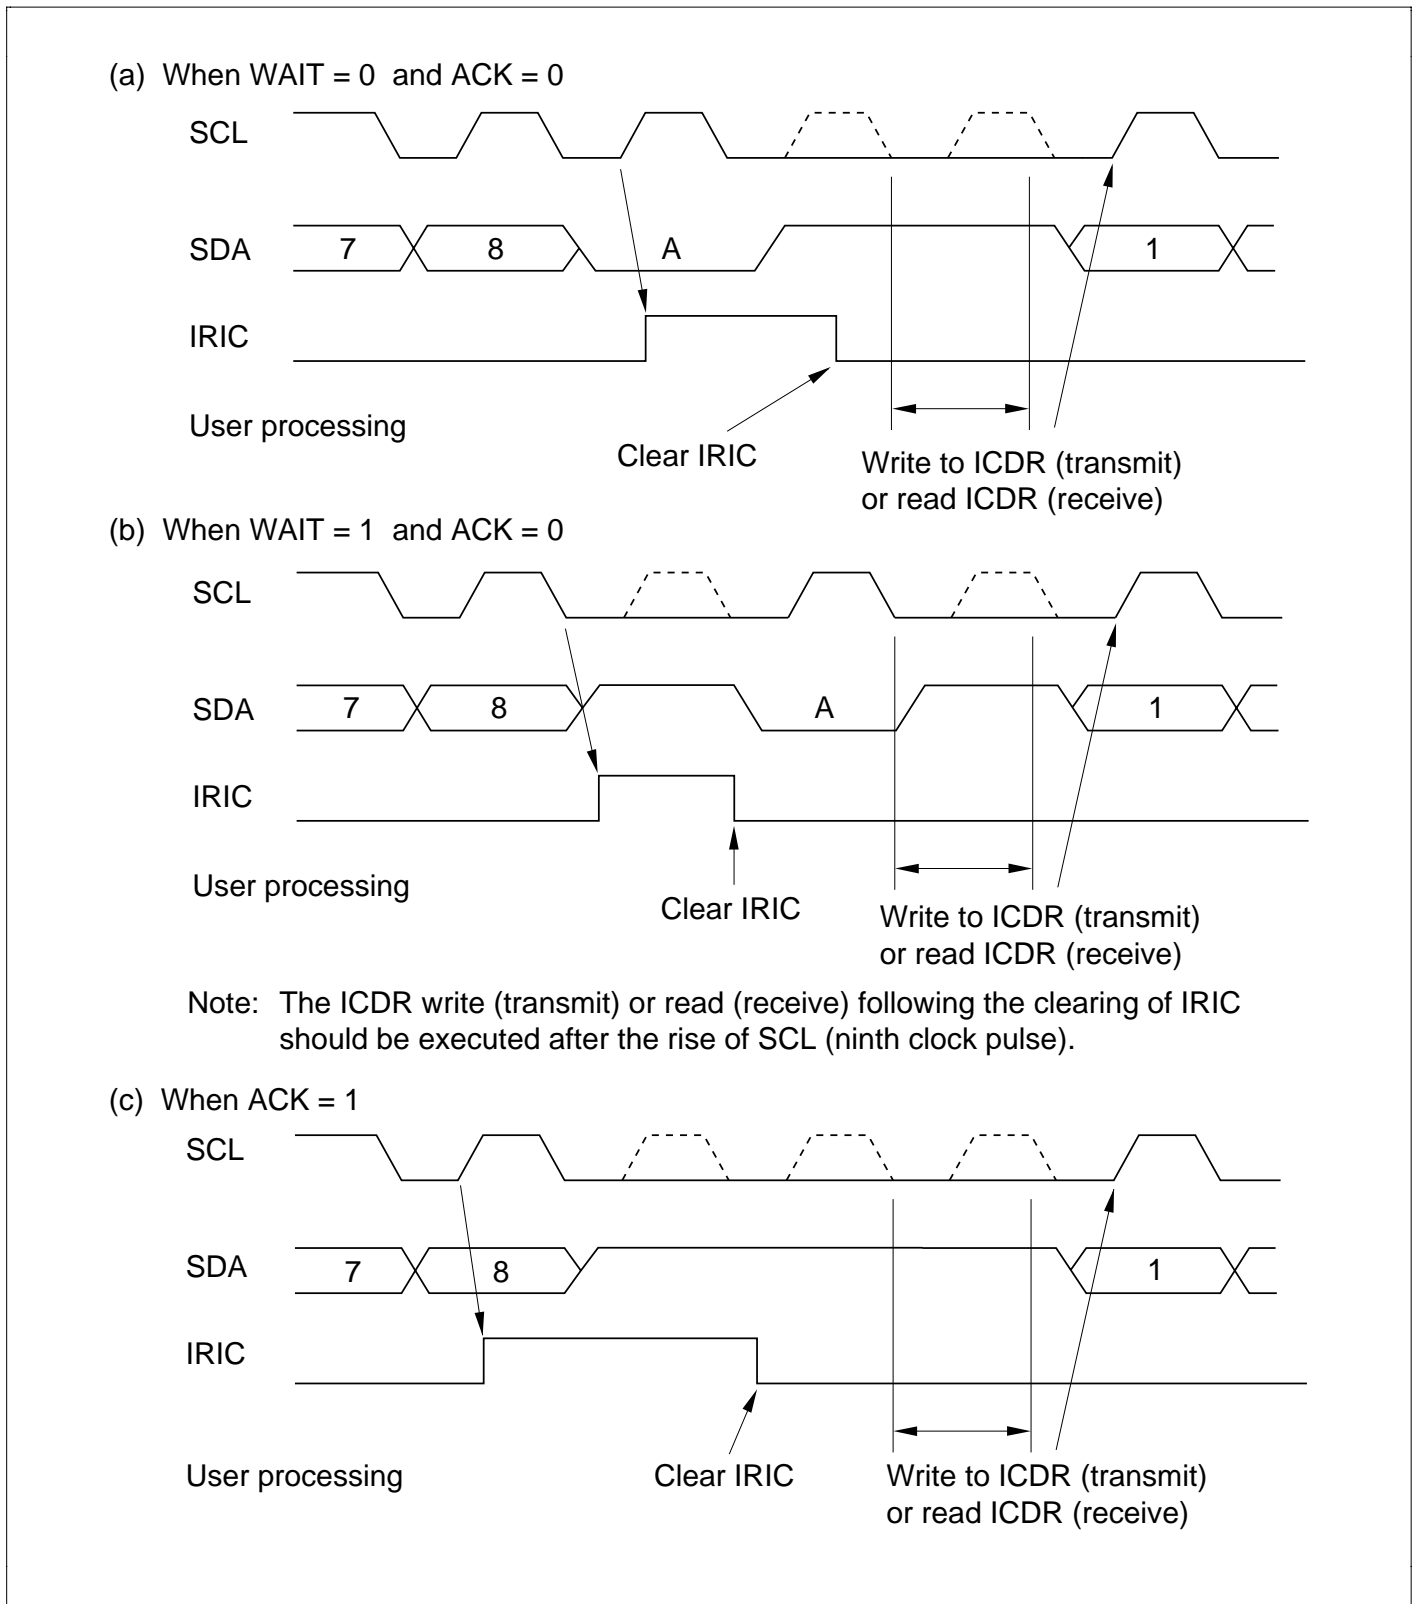 (a) When WAIT = 0 and ACK = 0
SCL
SDA
7
8
A
1
IRIC
User processing
Clear IRIC
Write to ICDR (transmit)
or read ICDR (receive)
(b) When WAIT = 1 and ACK = 0
SCL
SDA
7
8
A
1
IRIC
User processing
Clear IRIC
Write to ICDR (transmit)
or read ICDR (receive)
Note: The ICDR write (transmit) or read (receive) following the clearing of IRIC
should be executed after the rise of SCL (ninth clock pulse).
(c) When ACK = 1
SCL
SDA
7
8
1
IRIC
User processing
Clear IRIC
Write to ICDR (transmit)
or read ICDR (receive)